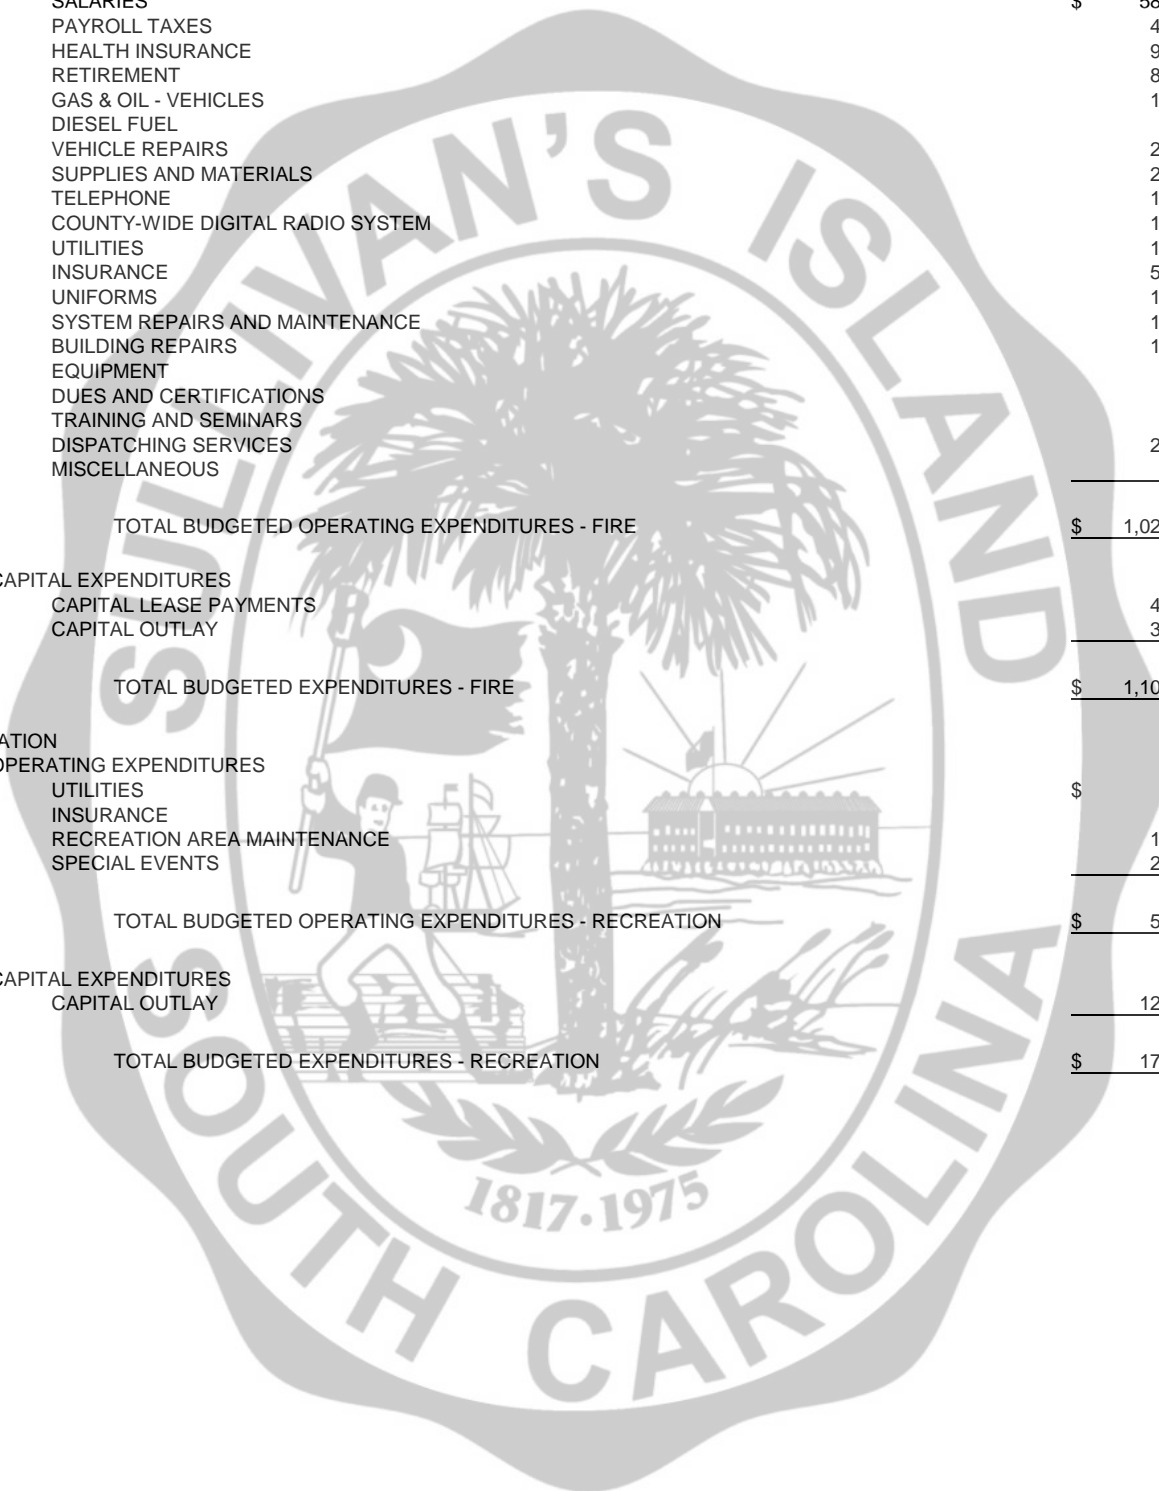 SALARIES $ 58
PAYROLL TAXES 4
HEALTH INSURANCE 9
RETIREMENT 8
GAS & OIL - VEHICLES 1
DIESEL FUEL
VEHICLE REPAIRS 2
SUPPLIES AND MATERIALS 2
TELEPHONE 1
COUNTY-WIDE DIGITAL RADIO SYSTEM 1
UTILITIES 1
INSURANCE 5
UNIFORMS 1
SYSTEM REPAIRS AND MAINTENANCE 1
BUILDING REPAIRS 1
EQUIPMENT
DUES AND CERTIFICATIONS
TRAINING AND SEMINARS
DISPATCHING SERVICES 2
MISCELLANEOUS
TOTAL BUDGETED OPERATING EXPENDITURES - FIRE $ 1,02
CAPITAL EXPENDITURES
CAPITAL LEASE PAYMENTS 4
CAPITAL OUTLAY 3
TOTAL BUDGETED EXPENDITURES - FIRE $ 1,10
ATION
OPERATING EXPENDITURES
UTILITIES $
INSURANCE
RECREATION AREA MAINTENANCE 1
SPECIAL EVENTS 2
TOTAL BUDGETED OPERATING EXPENDITURES - RECREATION $ 5
CAPITAL EXPENDITURES
CAPITAL OUTLAY 12
TOTAL BUDGETED EXPENDITURES - RECREATION $ 17
SULLIVAN'S ISLAND
1817·1975
SOUTH CAROLINA